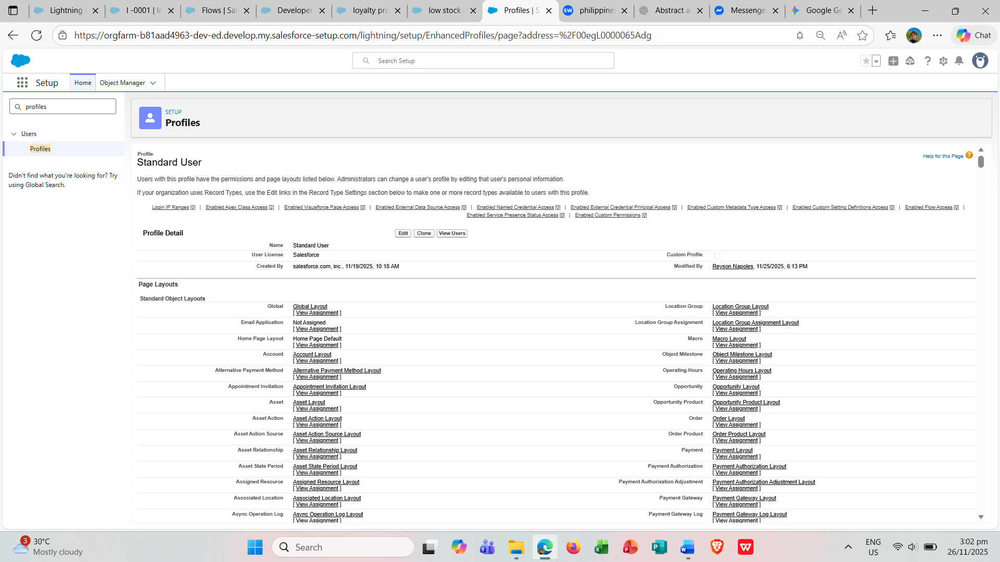 Lightning
I -0001 | In
Flows | Sal
Developer
loyalty pro
low stock a
Profiles | S
SW
philippines
Abstract a
Messenge
Google Ge
https://orgfarm-b81aad4963-dev-ed.develop.my.salesforce-setup.com/lightning/setup/EnhancedProfiles/page?address=%2F00egL0000065Adg
Chat
Search Setup
Setup
Home
Object Manager
profiles
Users
Profiles
Didn't find what you're looking for? Try
using Global Search.
SETUP
Profiles
Profile
Standard User
Help for this Page
Users with this profile have the permissions and page layouts listed below. Administrators can change a user's profile by editing that user's personal information.
If your organization uses Record Types, use the Edit links in the Record Type Settings section below to make one or more record types available to users with this profile.
Login IP Ranges [0] | Enabled Apex Class Access [2] | Enabled Visualforce Page Access [0] | Enabled External Data Source Access [0] | Enabled Named Credential Access [0] | Enabled External Credential Principal Access [0] | Enabled Custom Metadata Type Access [0] | Enabled Custom Setting Definitions Access [0] | Enabled Flow Access [0] |
Enabled Service Presence Status Access [0] | Enabled Custom Permissions [0]
Profile Detail
Edit Clone View Users
Name Standard User
User License Salesforce Custom Profile
Created By salesforce.com, inc., 11/19/2025, 10:18 AM Modified By Reyson Napoles, 11/25/2025, 6:13 PM
Page Layouts
Standard Object Layouts
Global Global Layout Location Group Location Group Layout
[ View Assignment ] [ View Assignment ]
Email Application Not Assigned Location Group Assignment Location Group Assignment Layout
[ View Assignment ] [ View Assignment ]
Home Page Layout Home Page Default Macro Macro Layout
[ View Assignment ] [ View Assignment ]
Account Account Layout Object Milestone Object Milestone Layout
[ View Assignment ] [ View Assignment ]
Alternative Payment Method Alternative Payment Method Layout Operating Hours Operating Hours Layout
[ View Assignment ] [ View Assignment ]
Appointment Invitation Appointment Invitation Layout Opportunity Opportunity Layout
[ View Assignment ] [ View Assignment ]
Asset Asset Layout Opportunity Product Opportunity Product Layout
[ View Assignment ] [ View Assignment ]
Asset Action Asset Action Layout Order Order Layout
[ View Assignment ] [ View Assignment ]
Asset Action Source Asset Action Source Layout Order Product Order Product Layout
[ View Assignment ] [ View Assignment ]
Asset Relationship Asset Relationship Layout Payment Payment Layout
[ View Assignment ] [ View Assignment ]
Asset State Period Asset State Period Layout Payment Authorization Payment Authorization Layout
[ View Assignment ] [ View Assignment ]
Assigned Resource Assigned Resource Layout Payment Authorization Adjustment Payment Authorization Adjustment Layout
[ View Assignment ] [ View Assignment ]
Associated Location Associated Location Layout Payment Gateway Payment Gateway Layout
[ View Assignment ] [ View Assignment ]
Async Operation Log Async Operation Log Layout Payment Gateway Log Payment Gateway Log Layout
[ View Assignment ] [ View Assignment ]
3
30°C
Mostly cloudy
Search
ENG
US
3:02 pm
26/11/2025